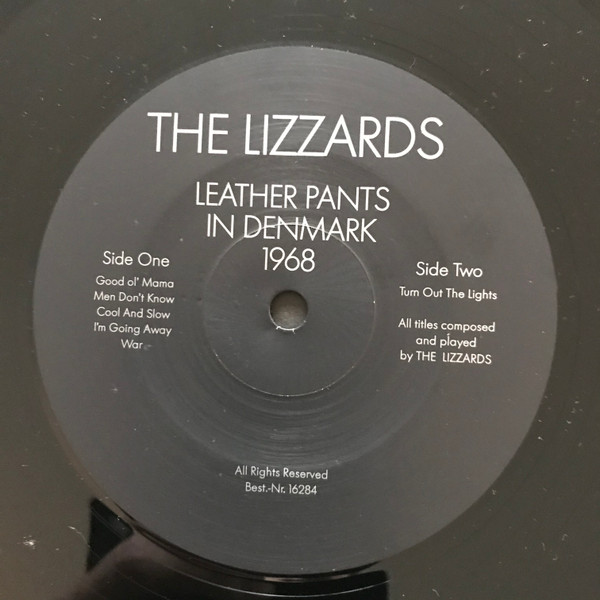 THE LIZZARDS
LEATHER PANTS
IN DENMARK
1968
Side One
Good ol' Mama
Men Don't Know
Cool And Slow
I'm Going Away
War
Side Two
Turn Out The Lights
All titles composed
and played
by THE LIZZARDS
All Rights Reserved
Best.-Nr. 16284